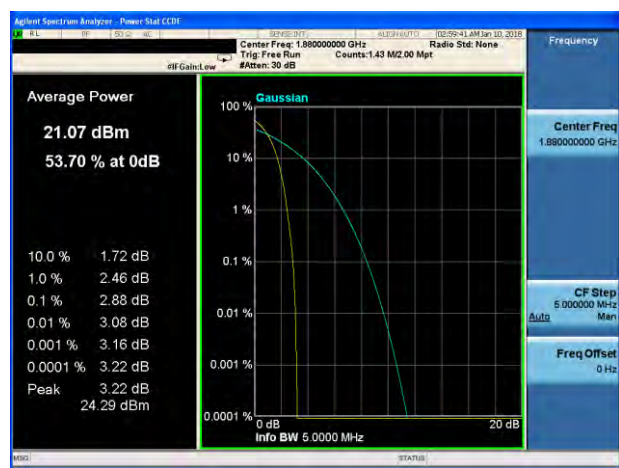 Agilent Spectrum Analyzer - Power Stat CCDF
RL RF 50 Ω AC SENSE:INT ALIGN AUTO 02:59:41 AM Jan 10, 2018
Center Freq: 1.880000000 GHz Radio Std: None
Trig: Free Run Counts:1.43 M/2.00 Mpt
#IFGain:Low #Atten: 30 dB
Frequency
Average Power
21.07 dBm
53.70 % at 0dB
10.0 % 1.72 dB
1.0 % 2.46 dB
0.1 % 2.88 dB
0.01 % 3.08 dB
0.001 % 3.16 dB
0.0001 % 3.22 dB
Peak 3.22 dB
24.29 dBm
Gaussian
100 %
10 %
1 %
0.1 %
0.01 %
0.001 %
0.0001 %
0 dB 20 dB
Info BW 5.0000 MHz
Center Freq
1.880000000 GHz
CF Step
5.000000 MHz
Auto Man
Freq Offset
0 Hz
MSG STATUS